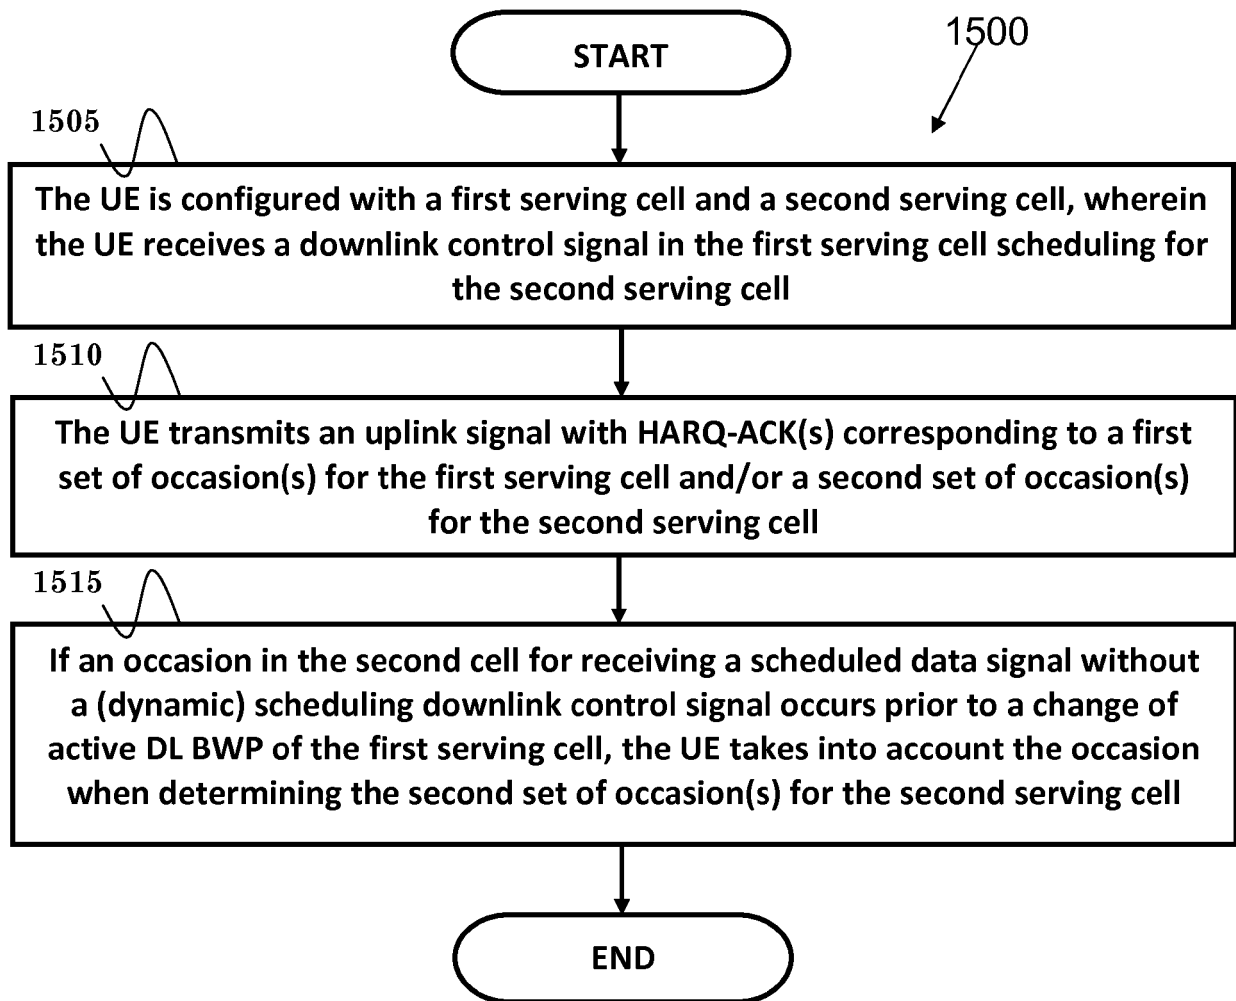 START
1500
1505
The UE is configured with a first serving cell and a second serving cell, wherein
the UE receives a downlink control signal in the first serving cell scheduling for
the second serving cell
1510
The UE transmits an uplink signal with HARQ-ACK(s) corresponding to a first
set of occasion(s) for the first serving cell and/or a second set of occasion(s)
for the second serving cell
1515
If an occasion in the second cell for receiving a scheduled data signal without
a (dynamic) scheduling downlink control signal occurs prior to a change of
active DL BWP of the first serving cell, the UE takes into account the occasion
when determining the second set of occasion(s) for the second serving cell
END